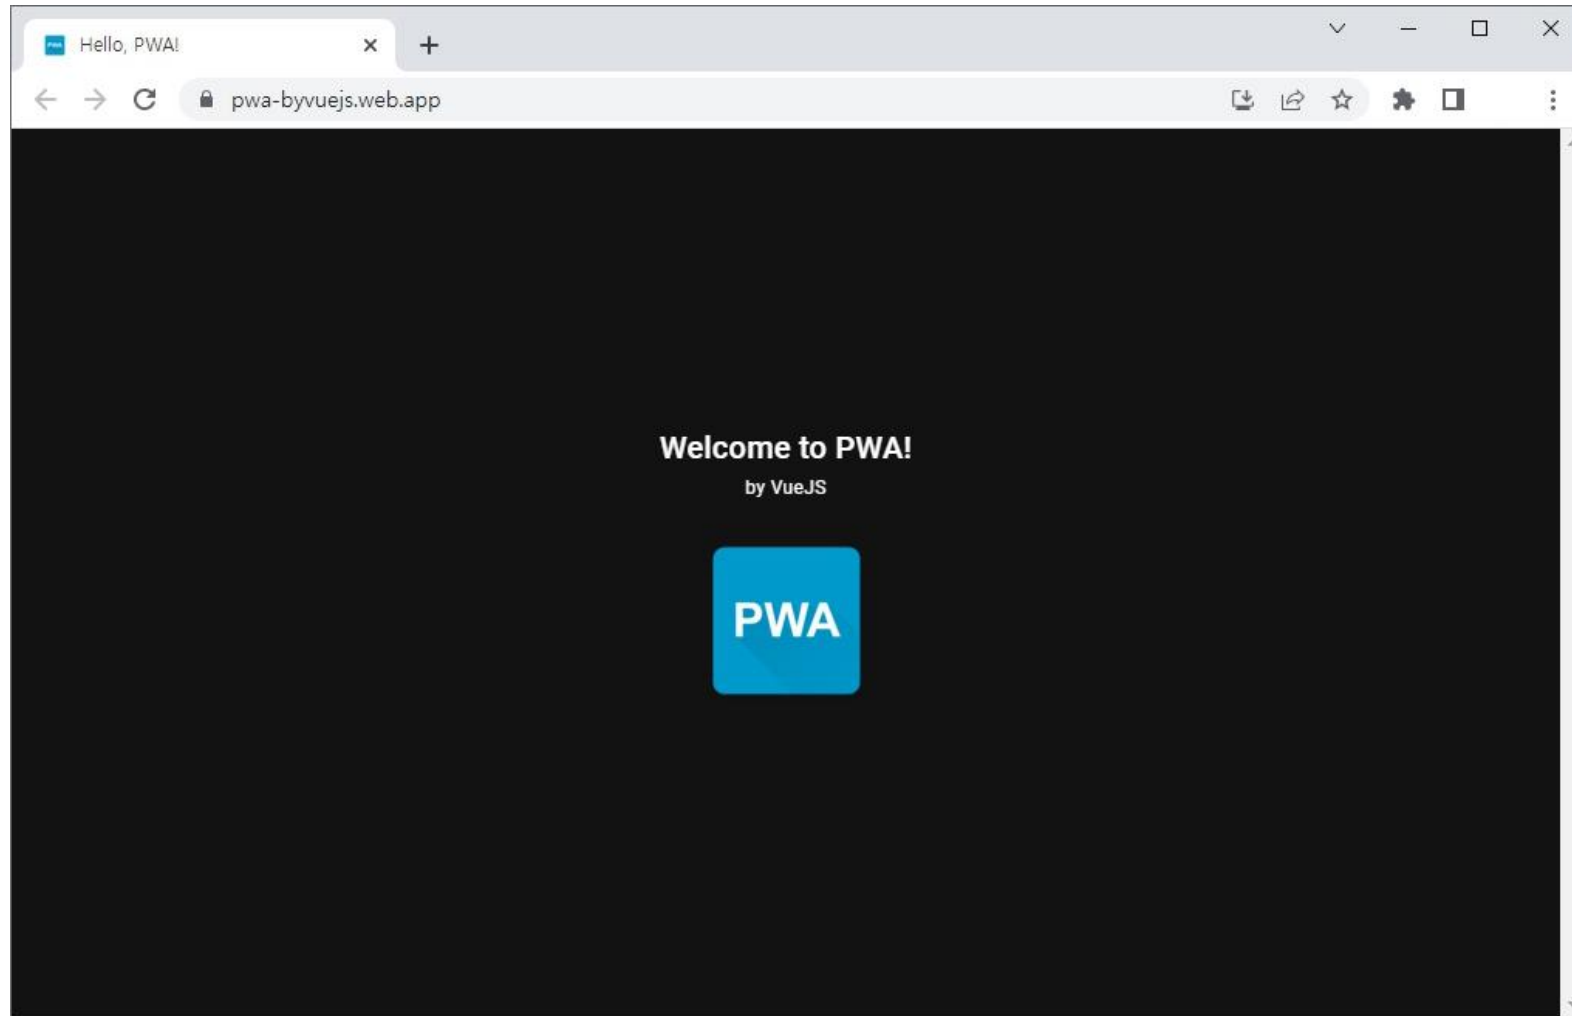 Hello, PWA!
pwa-byvuejs.web.app
Welcome to PWA!
by VueJS
PWA